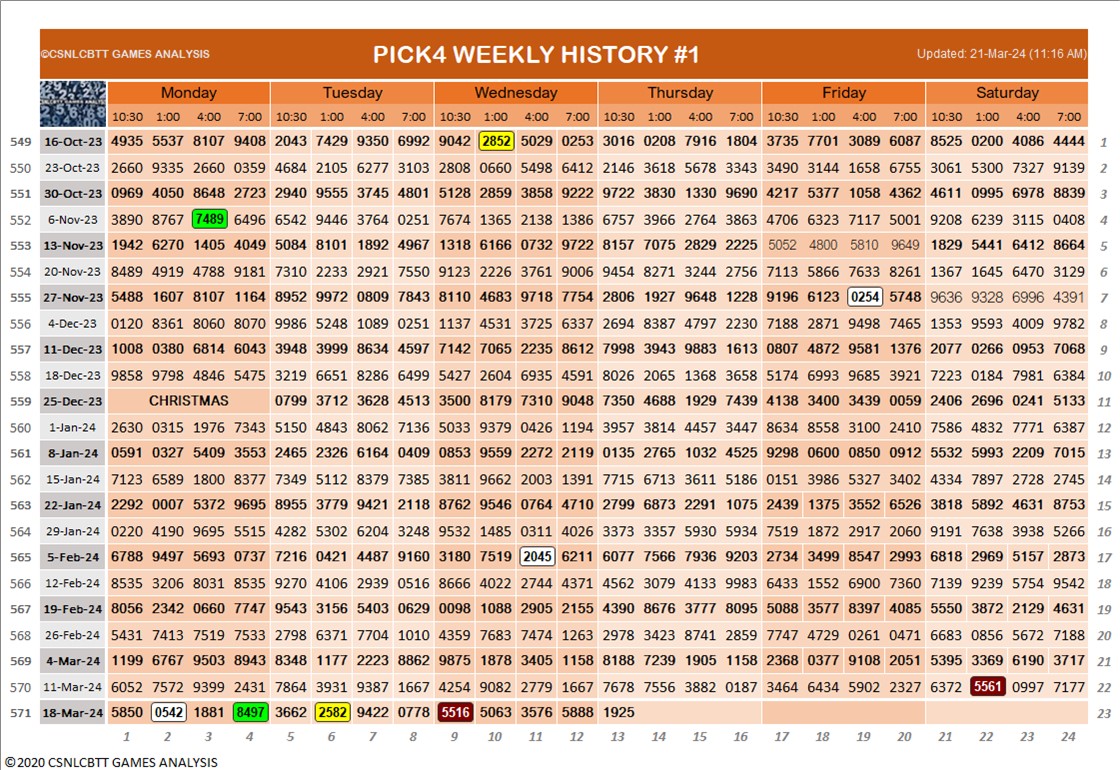 ©CSNLCBTT GAMES ANALYSIS PICK4 WEEKLY HISTORY #1 Updated: 21-Mar-24 (11:16 AM)
Monday Tuesday Wednesday Thursday Friday Saturday
10:30 1:00 4:00 7:00 10:30 1:00 4:00 8:00 9:30 10:00 11:00 12:00 10:30 1:00 4:00 7:00 10:30 1:00 4:00 7:00 10:30 1:00 4:00 7:00
549 16-Oct-23 4935 5537 8107 9408 2043 7429 9350 6992 9042 2852 5029 0253 3016 0208 7916 1804 3735 7701 3089 6087 8525 0200 4086 4444 1
550 23-Oct-23 2660 9335 2660 0359 4684 2105 6277 3103 2808 0660 5498 6412 2146 3618 5678 3343 3490 3144 1658 6755 3061 5300 7327 9139 2
551 30-Oct-23 0969 4050 8648 2723 2940 9555 3745 4801 5128 2859 3858 9222 9722 3830 1330 9690 4217 5377 1058 4362 4611 0995 6978 8839 3
552 6-Nov-23 3890 8767 7489 6496 6542 9446 3764 0251 7674 1365 2138 1386 6757 3966 2764 3863 4706 6323 7117 5001 9208 6239 3115 0408 4
553 13-Nov-23 1942 6270 1405 4049 5084 8101 1892 4967 1318 6166 0732 9722 8157 7075 2829 2225 5052 4800 5810 9649 1829 5441 6412 8664 5
554 20-Nov-23 8489 4919 4788 9181 7310 2233 2921 7550 9123 2226 3761 9006 9454 8271 3244 2756 7113 5866 7633 8261 1367 1645 6470 3129 6
555 27-Nov-23 5488 1607 8107 1164 8952 9972 0809 7843 8110 4683 9718 7754 2806 1927 9648 1228 9196 6123 0254 5748 9636 9328 6996 4391 7
556 4-Dec-23 0120 8361 8060 8070 9986 5248 1089 0251 1137 4531 3725 6337 2694 8387 4797 2230 7188 2871 9498 7465 1353 9593 4009 9782 8
557 11-Dec-23 1008 0380 6814 6043 3948 3999 8634 4597 7142 7065 2235 8612 7998 3943 9883 1613 0807 4872 9581 1376 2077 0266 0953 7068 9
558 18-Dec-23 9858 9798 4846 5475 3219 6651 8286 6499 5427 2604 6935 4591 8026 2065 1368 3658 5174 6993 9685 3921 7223 0184 7981 6384 10
559 25-Dec-23 CHRISTMAS 0799 3712 3628 4513 3500 8179 7310 9048 7350 4688 1929 7439 4138 3400 3439 0059 2406 2696 0241 5133 11
560 1-Jan-24 2630 0315 1976 7343 5150 4843 8062 7136 5033 9379 0426 1194 3957 3814 4457 3447 8634 8558 3100 2410 7586 4832 7771 6387 12
561 8-Jan-24 0591 0327 5409 3553 2465 2326 6164 0409 0853 9559 2272 2119 0135 2765 1032 4525 9298 0600 0850 0912 5532 5993 2209 7015 13
562 15-Jan-24 7123 6589 1800 8377 7349 5112 8379 7385 3811 9662 2003 1391 7715 6713 3611 5186 0151 3986 5327 3402 4334 7897 2728 2745 14
563 22-Jan-24 2292 0007 5372 9695 8955 3779 9421 2118 8762 9546 0764 4710 2799 6873 2291 1075 2439 1375 3552 6526 3818 5892 4631 8753 15
564 29-Jan-24 0220 4190 9695 5515 4282 5302 6204 3248 9532 1485 0311 4026 3573 3357 5930 5934 7519 1872 2917 2060 9191 7638 3938 5266 16
565 5-Feb-24 6788 9497 5693 0737 7216 0421 4487 9160 3180 7519 2045 6211 6077 7566 7936 9203 2734 3499 8547 2993 6818 2969 5157 2873 17
566 12-Feb-24 8535 3206 8031 8535 9270 4106 2939 0516 8666 4022 2744 4371 4562 3079 4133 9983 6433 1552 6900 7360 7139 9239 5754 9542 18
567 19-Feb-24 8056 2342 0660 7747 9543 3156 5403 0629 0098 1088 2905 2155 4390 8676 3777 8095 5088 3577 8397 4085 5550 3872 2129 4631 19
568 26-Feb-24 5431 7413 7519 7533 2798 6371 7704 1010 4359 7683 7474 1263 2978 3423 8741 2859 7747 4729 0261 0471 6683 0856 5672 7188 20
569 4-Mar-24 1199 6767 9503 8943 8348 1177 2223 8862 9875 1878 3405 1158 8188 7239 1905 1158 2368 0377 9108 2051 5395 3369 6190 3717 21
570 11-Mar-24 6052 7572 9399 2431 7864 3931 9387 1667 4254 9082 2779 1667 7678 7556 3882 0187 3464 6434 5902 2327 6372 5561 0997 7177 22
571 18-Mar-24 5850 0542 1881 8497 3662 2582 9422 0778 5516 5063 3576 5888 1925 23
1 2 3 4 5 6 7 8 9 10 11 12 13 14 15 16 17 18 19 20 21 22 23 24
©2020 CSNLCBTT GAMES ANALYSIS